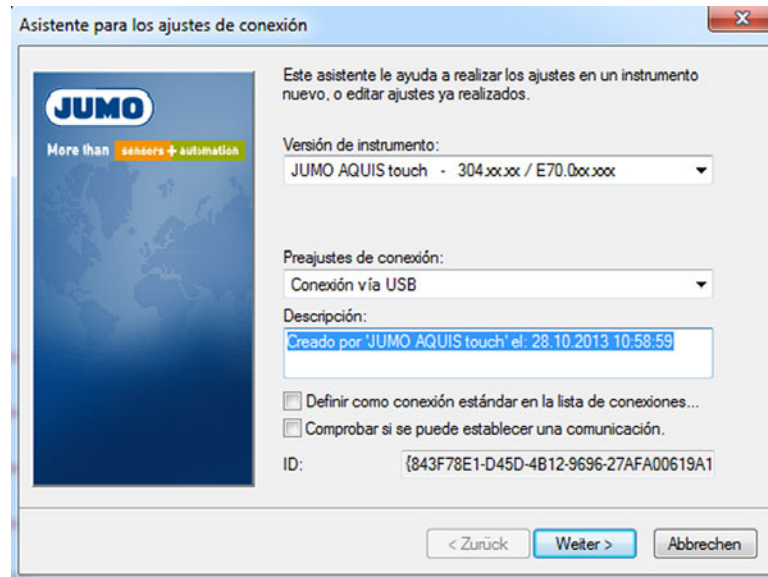 Asistente para los ajustes de conexión
JUMO
More than sensors + automation
Este asistente le ayuda a realizar los ajustes en un instrumento
nuevo, o editar ajustes ya realizados.
Versión de instrumento:
JUMO AQUIS touch - 304.xx.xx / E70.0xx.xxx
Preajustes de conexión:
Conexión vía USB
Descripción:
Creado por 'JUMO AQUIS touch' el: 28.10.2013 10:58:59
Definir como conexión estándar en la lista de conexiones...
Comprobar si se puede establecer una comunicación.
ID: {843F78E1-D45D-4B12-9696-27AFA00619A1
< Zurück Weiter > Abbrechen